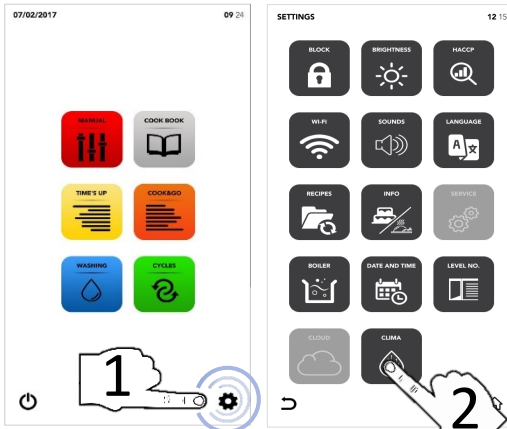 07/02/2017 09 24
MANUAL COOK BOOK
TIME'S UP COOK&GO
WASHING CYCLES
1
SETTINGS 12 15
BLOCK BRIGHTNESS HACCP
WI-FI SOUNDS LANGUAGE
A
RECIPES INFO SERVICE
BOILER DATE AND TIME LEVEL NO.
CLOUD CLIMA
2